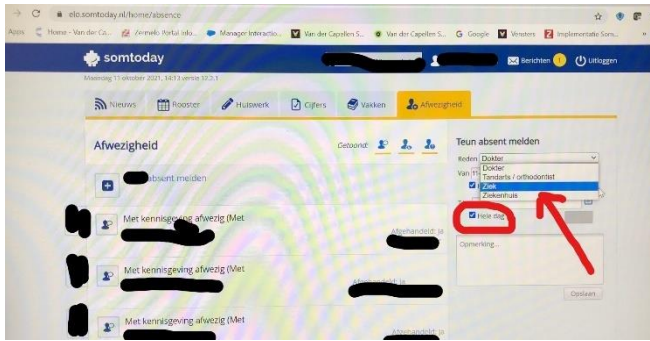 elo.somtoday.nl/home/absence
Apps Home - Van der Ca... Zermelo Portal info... Manager Interactio... Van der Capellen S... Van der Capellen S... Google Vensters Implementatie Som...
somtoday
Berichten Uitloggen
Maandag 11 oktober 2021, 14:13 versie 12.2.1
Nieuws Rooster Huiswerk Cijfers Vakken Afwezigheid
Afwezigheid Getoond: Teun absent melden
Reden Dokter
Dokter
Van
Tandarts / orthodontist
absent melden
Ziek
Ziekenhuis
Hele dag
Met kennisgeving afwezig (Met
Afgehandeld: Ja
Opmerking...
Met kennisgeving afwezig (Met
Afgehandeld: Ja
Opslaan
Met kennisgeving afwezig (Met
Afgehandeld: Ja